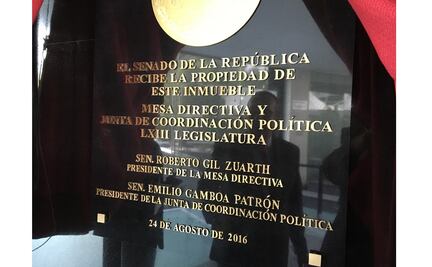 EL SENADO DE LA REPÚBLICA
RECIBE LA PROPIEDAD DE
ESTE INMUEBLE
MESA DIRECTIVA Y
JUNTA DE COORDINACIÓN POLÍTICA
LXIII LEGISLATURA
SEN. ROBERTO GIL ZUARTH
PRESIDENTE DE LA MESA DIRECTIVA
SEN. EMILIO GAMBOA PATRÓN
PRESIDENTE DE LA JUNTA DE COORDINACIÓN POLÍTICA
24 DE AGOSTO DE 2016